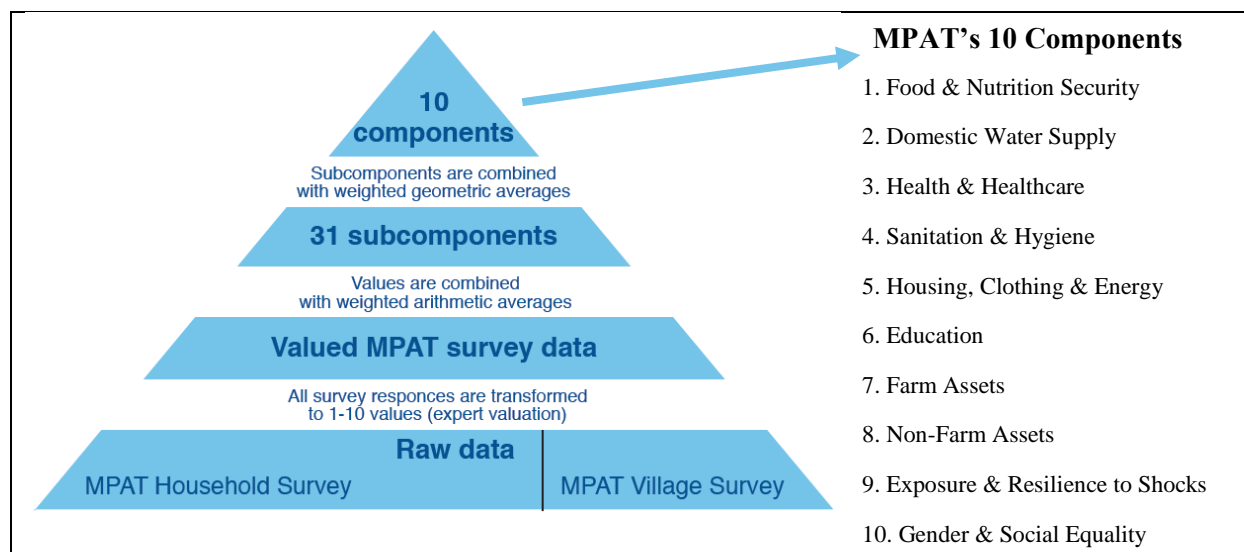 10
components
Subcomponents are combined
with weighted geometric averages
31 subcomponents
Values are combined
with weighted arithmetic averages
Valued MPAT survey data
All survey responces are transformed
to 1-10 values (expert valuation)
Raw data
MPAT Household Survey
MPAT Village Survey
MPAT’s 10 Components
1. Food & Nutrition Security
2. Domestic Water Supply
3. Health & Healthcare
4. Sanitation & Hygiene
5. Housing, Clothing & Energy
6. Education
7. Farm Assets
8. Non-Farm Assets
9. Exposure & Resilience to Shocks
10. Gender & Social Equality